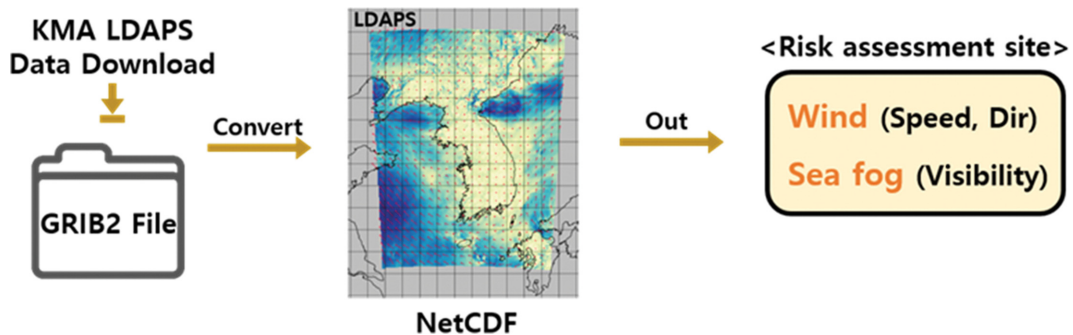 KMA LDAPS
Data Download
GRIB2 File
Convert
LDAPS
NetCDF
Out
<Risk assessment site>
Wind (Speed, Dir)
Sea fog (Visibility)